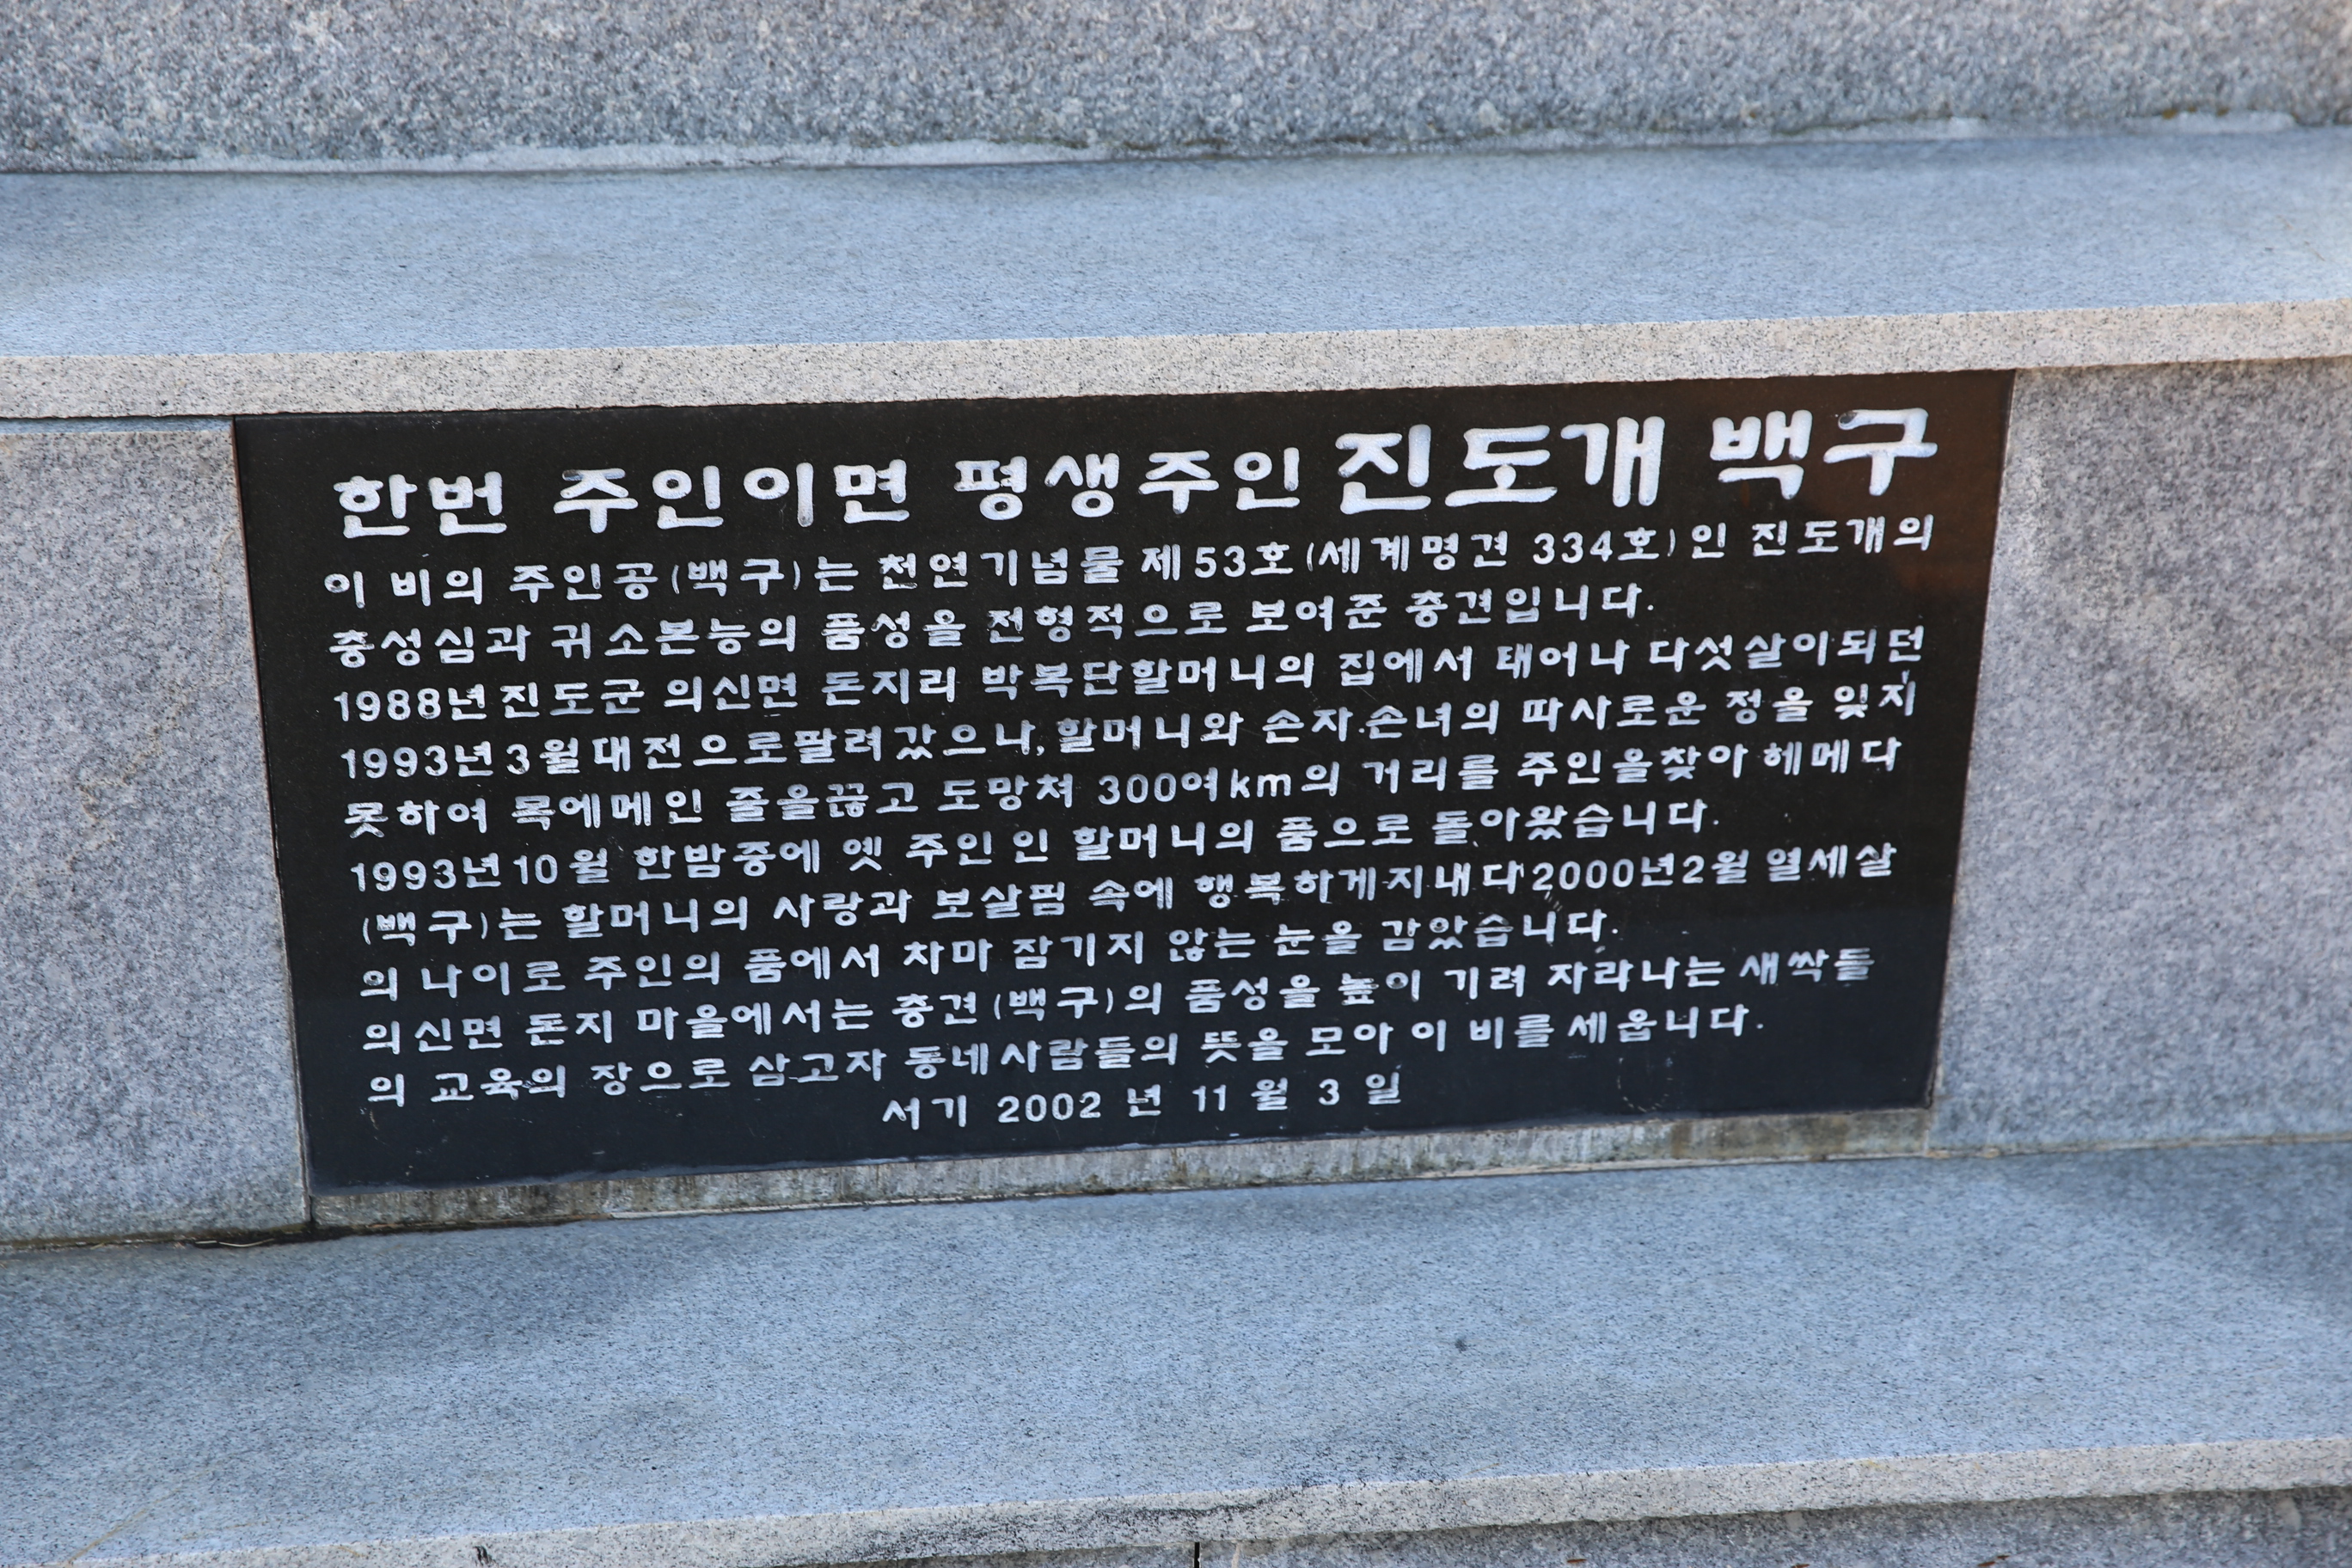 한번 주인이면 평생주인 진도개 백구
이 비의 주인공(백구)는 천연기념물 제53호(세계명견 334호)인 진도개의
충성심과 귀소본능의 품성을 전형적으로 보여준 충견입니다.
1988년 진도군 의신면 돈지리 박복단할머니의 집에서 태어나 다섯살이되던
1993년3월대전으로팔려갔으나, 할머니와 손자.손녀의 따사로운 정을 잊지
못하여 목에메인 줄을끊고 도망쳐 300여km의 거리를 주인을찾아 헤메다
1993년10월 한밤중에 옛 주인 인 할머니의 품으로 돌아왔습니다.
(백구)는 할머니의 사랑과 보살핌 속에 행복하게지내다2000년2월 열세살
의 나이로 주인의 품에서 차마 잠기지 않는 눈을 감았습니다.
의신면 돈지 마을에서는 충견(백구)의 품성을 높이 기려 자라나는 새싹들
의 교육의 장으로 삼고자 동네사람들의 뜻을 모아 이 비를 세웁니다.
서기 2002 년 11 월 3 일